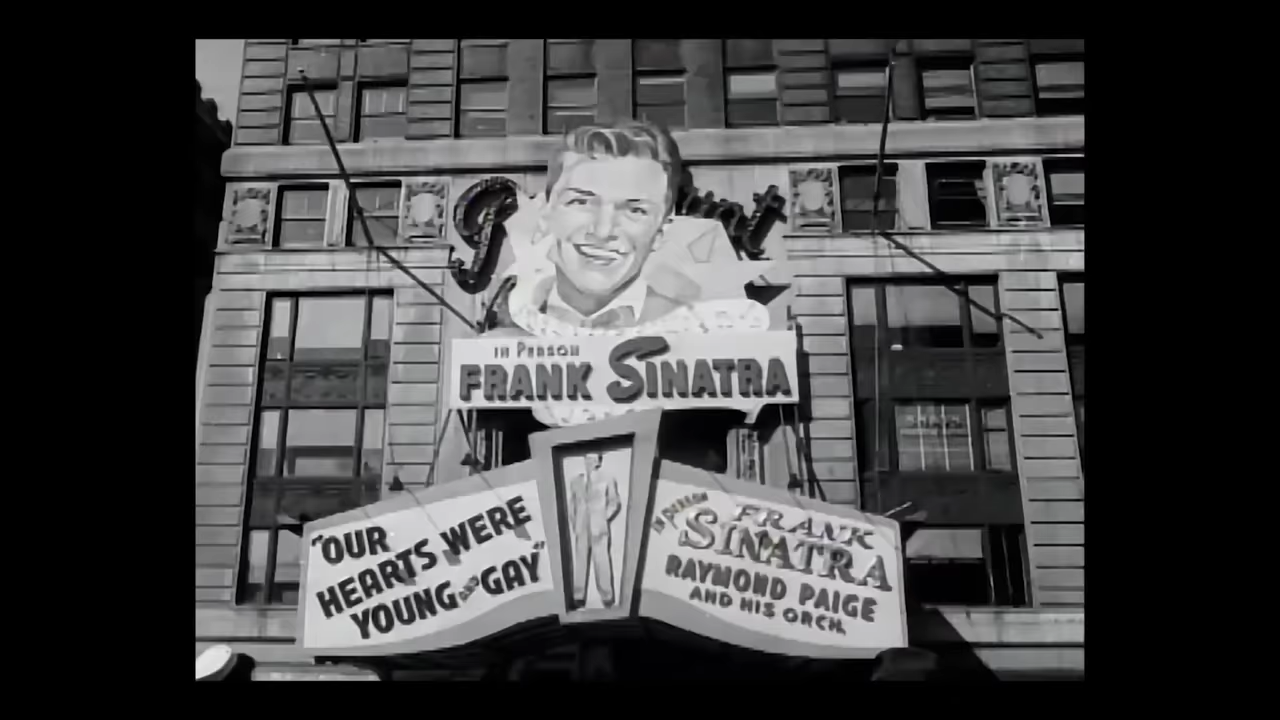 IN PERSON
FRANK SINATRA
"OUR
HEARTS WERE
YOUNG AND GAY"
IN PERSON
FRANK
SINATRA
RAYMOND PAIGE
AND HIS ORCH.